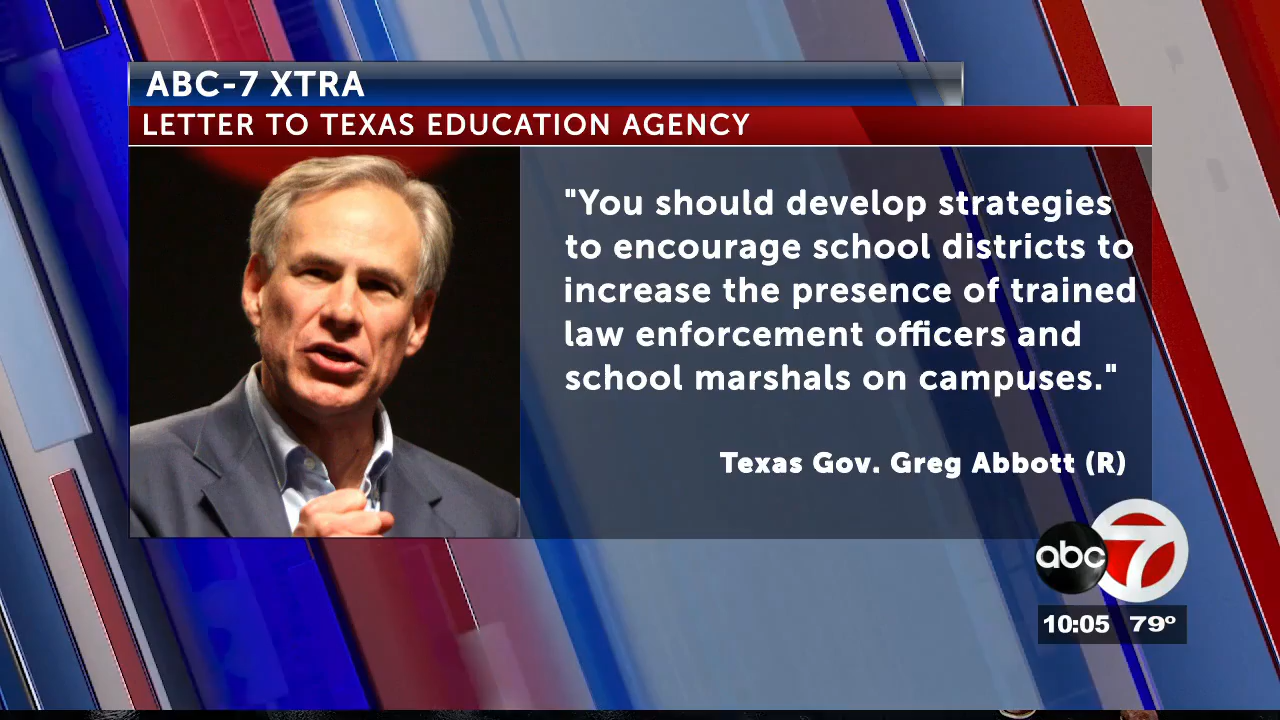 ABC-7 XTRA
LETTER TO TEXAS EDUCATION AGENCY
"You should develop strategies
to encourage school districts to
increase the presence of trained
law enforcement officers and
school marshals on campuses."
Texas Gov. Greg Abbott (R)
abc 7
10:05 79°